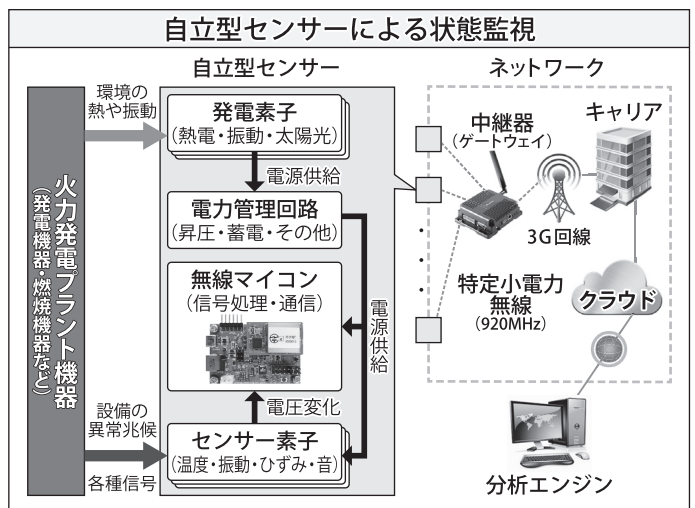 自立型センサーによる状態監視
自立型センサー
ネットワーク
火力発電プラント機器
(発電機器・燃焼機器など)
環境の
熱や振動
発電素子
(熱電・振動・太陽光)
電源供給
電力管理回路
(昇圧・蓄電・その他)
無線マイコン
(信号処理・通信)
電源供給
電圧変化
設備の
異常兆候
各種信号
センサー素子
(温度・振動・ひずみ・音)
中継器
(ゲートウェイ)
キャリア
3G回線
特定小電力
無線
(920MHz)
クラウド
分析エンジン